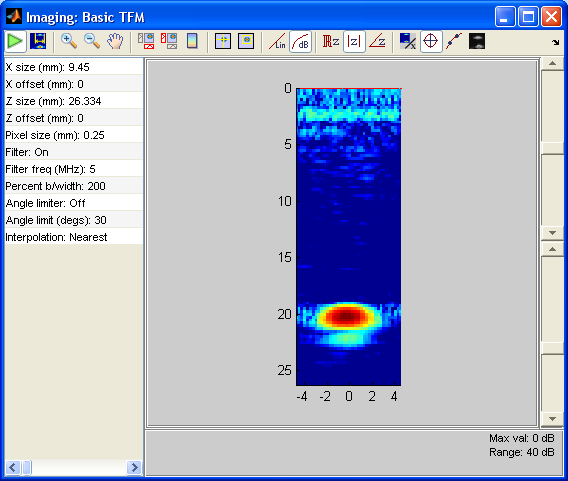 Imaging: Basic TFM
Lin dB Rz |z| ∠z
X size (mm): 9.45
X offset (mm): 0
Z size (mm): 26.334
Z offset (mm): 0
Pixel size (mm): 0.25
Filter: On
Filter freq (MHz): 5
Percent b/width: 200
Angle limiter: Off
Angle limit (degs): 30
Interpolation: Nearest
0
5
10
15
20
25
-4 -2 0 2 4
Max val: 0 dB
Range: 40 dB